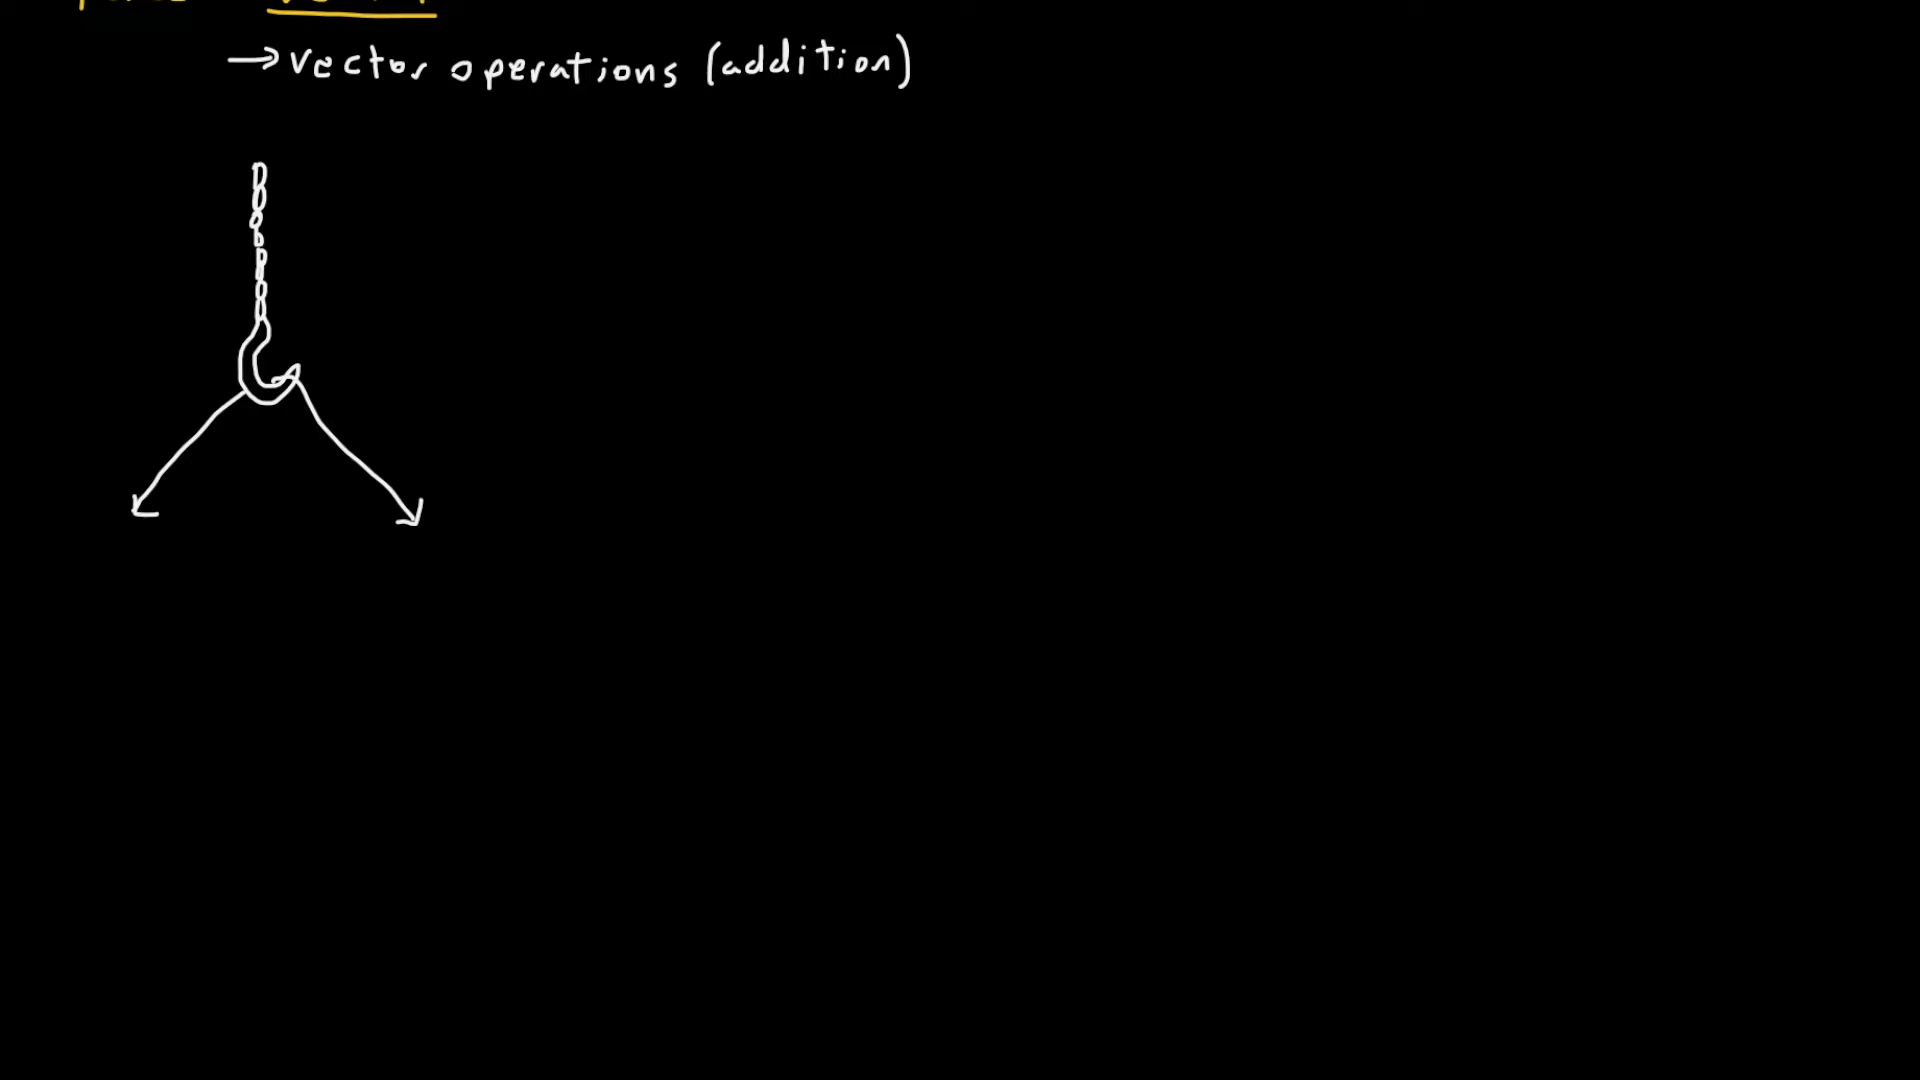 → vector operations (addition)